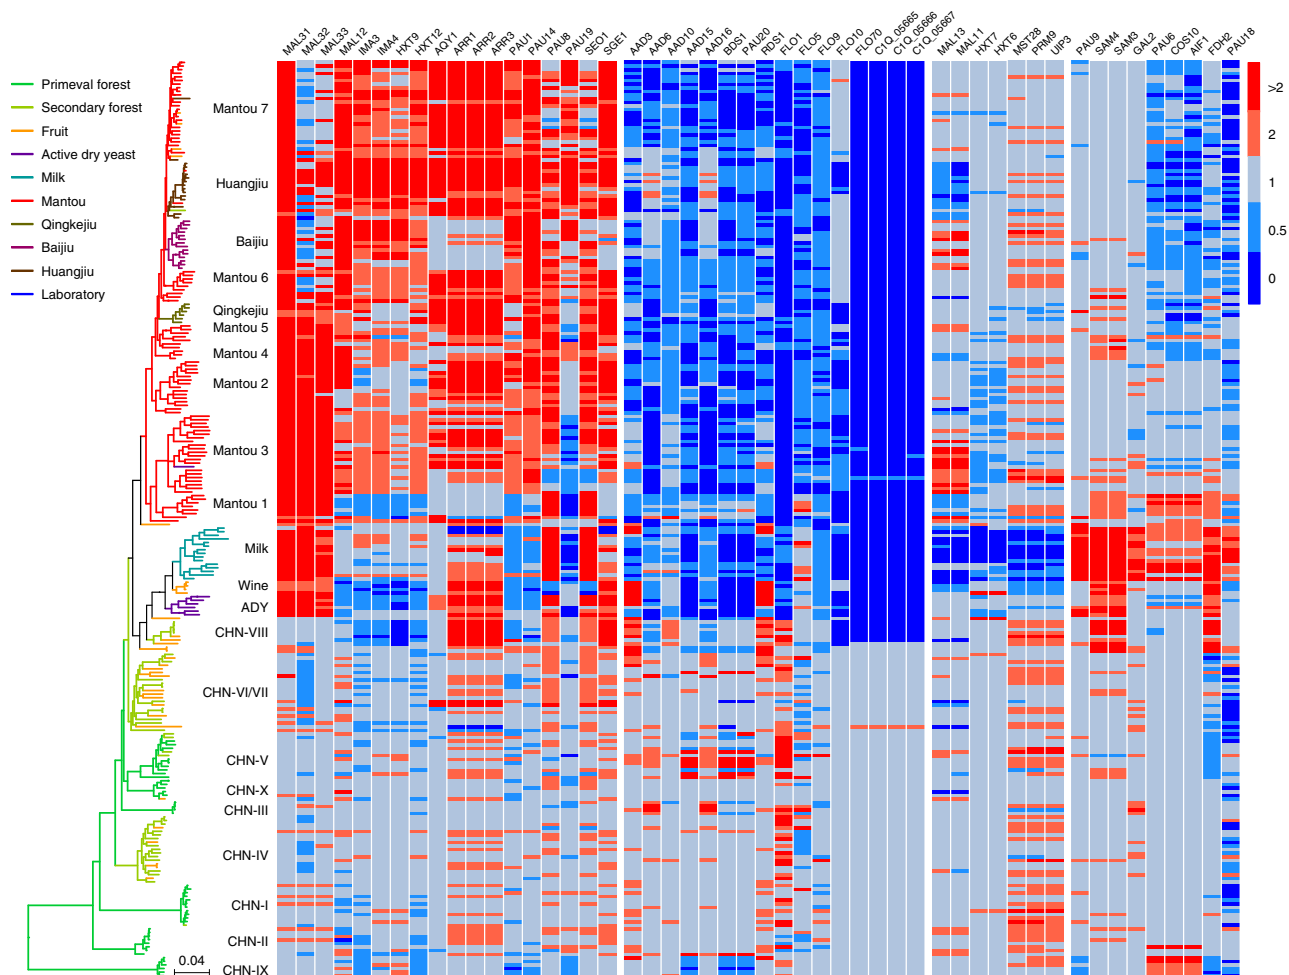 MAL31 MAL32 MAL33 MAL12 IMA3 IMA4 HXT9 HXT12 AQY1 ARR1 ARR2 ARR3 PAU1 PAU14 PAU8 PAU19 SEO1 SGE1 AAD3 AAD6 AAD10 AAD15 AAD16 BDS1 PAU20 RDS1 FLO1 FLO5 FLO9 FLO10 FLO70 C1Q_05665 C1Q_05666 C1Q_05667 MAL13 MAL11 HXT7 HXT6 MST28 PRM9 UIP3 PAU9 SAM4 SAM3 GAL2 PAU6 COS10 AIF1 FDH2 PAU18
Primeval forest
Secondary forest
Fruit
Active dry yeast
Milk
Mantou
Qingkejiu
Baijiu
Huangjiu
Laboratory
Mantou 7
Huangjiu
Baijiu
Mantou 6
Qingkejiu
Mantou 5
Mantou 4
Mantou 2
Mantou 3
Mantou 1
Milk
Wine
ADY
CHN-VIII
CHN-VI/VII
CHN-V
CHN-X
CHN-III
CHN-IV
CHN-I
CHN-II
CHN-IX
0.04
>2
2
1
0.5
0